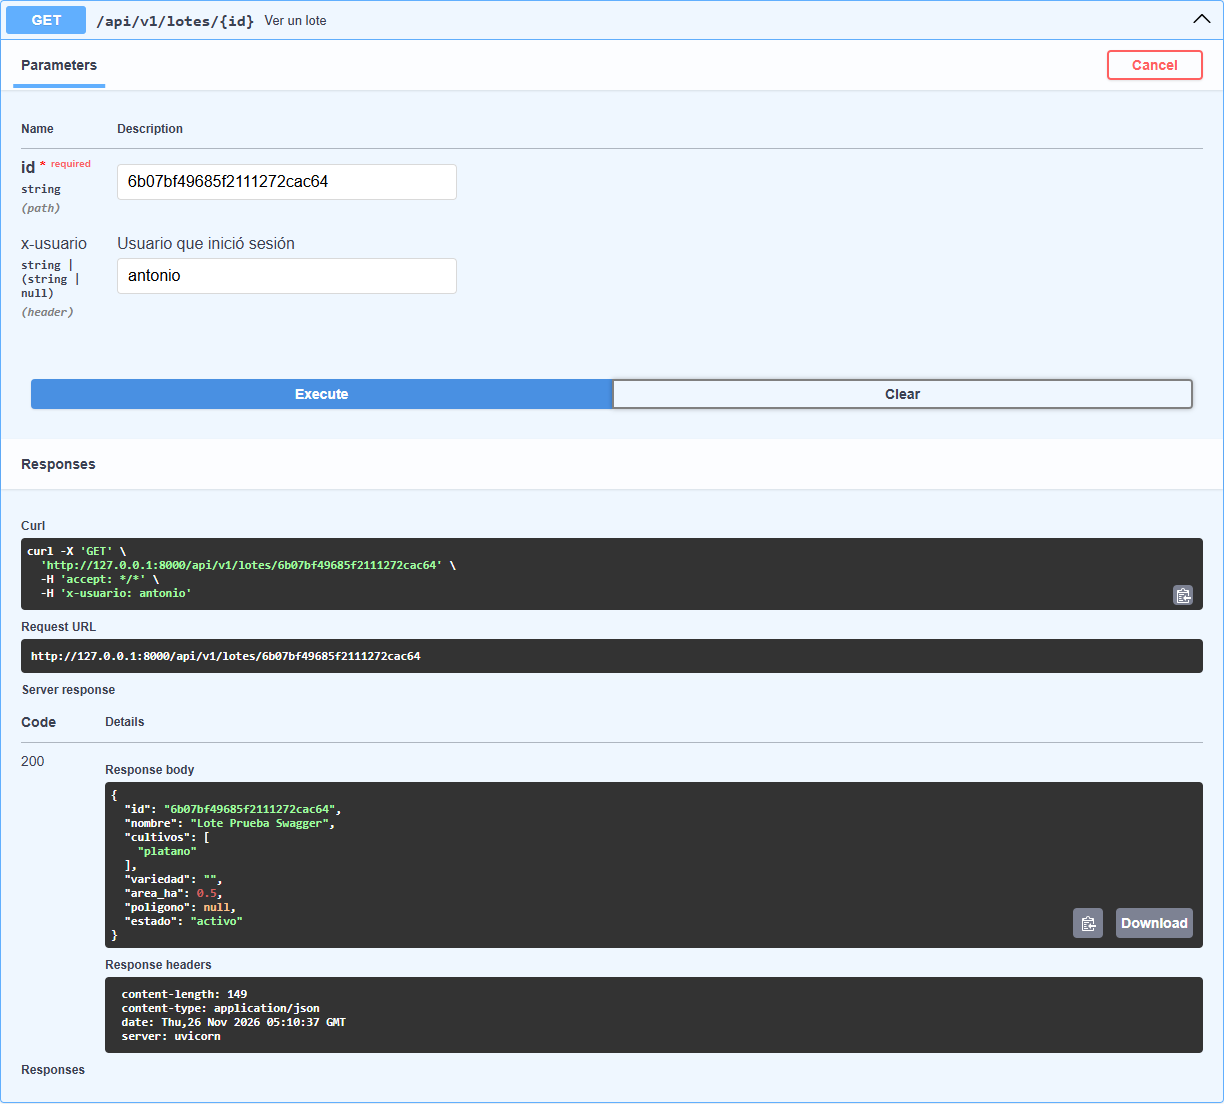 GET /api/v1/lotes/{id} Ver un lote
Parameters
Cancel
Name Description
id * required
string
(path)
6b07bf49685f2111272cac64
x-usuario
string |
(string |
null)
(header)
Usuario que inició sesión
antonio
Execute
Clear
Responses
Curl
curl -X 'GET' \
  'http://127.0.0.1:8000/api/v1/lotes/6b07bf49685f2111272cac64' \
  -H 'accept: */*' \
  -H 'x-usuario: antonio'
Request URL
http://127.0.0.1:8000/api/v1/lotes/6b07bf49685f2111272cac64
Server response
Code Details
200
Response body
{
  "id": "6b07bf49685f2111272cac64",
  "nombre": "Lote Prueba Swagger",
  "cultivos": [
    "platano"
  ],
  "variedad": "",
  "area_ha": 0.5,
  "poligono": null,
  "estado": "activo"
}
Download
Response headers
content-length: 149
content-type: application/json
date: Thu,26 Nov 2026 05:10:37 GMT
server: uvicorn
Responses